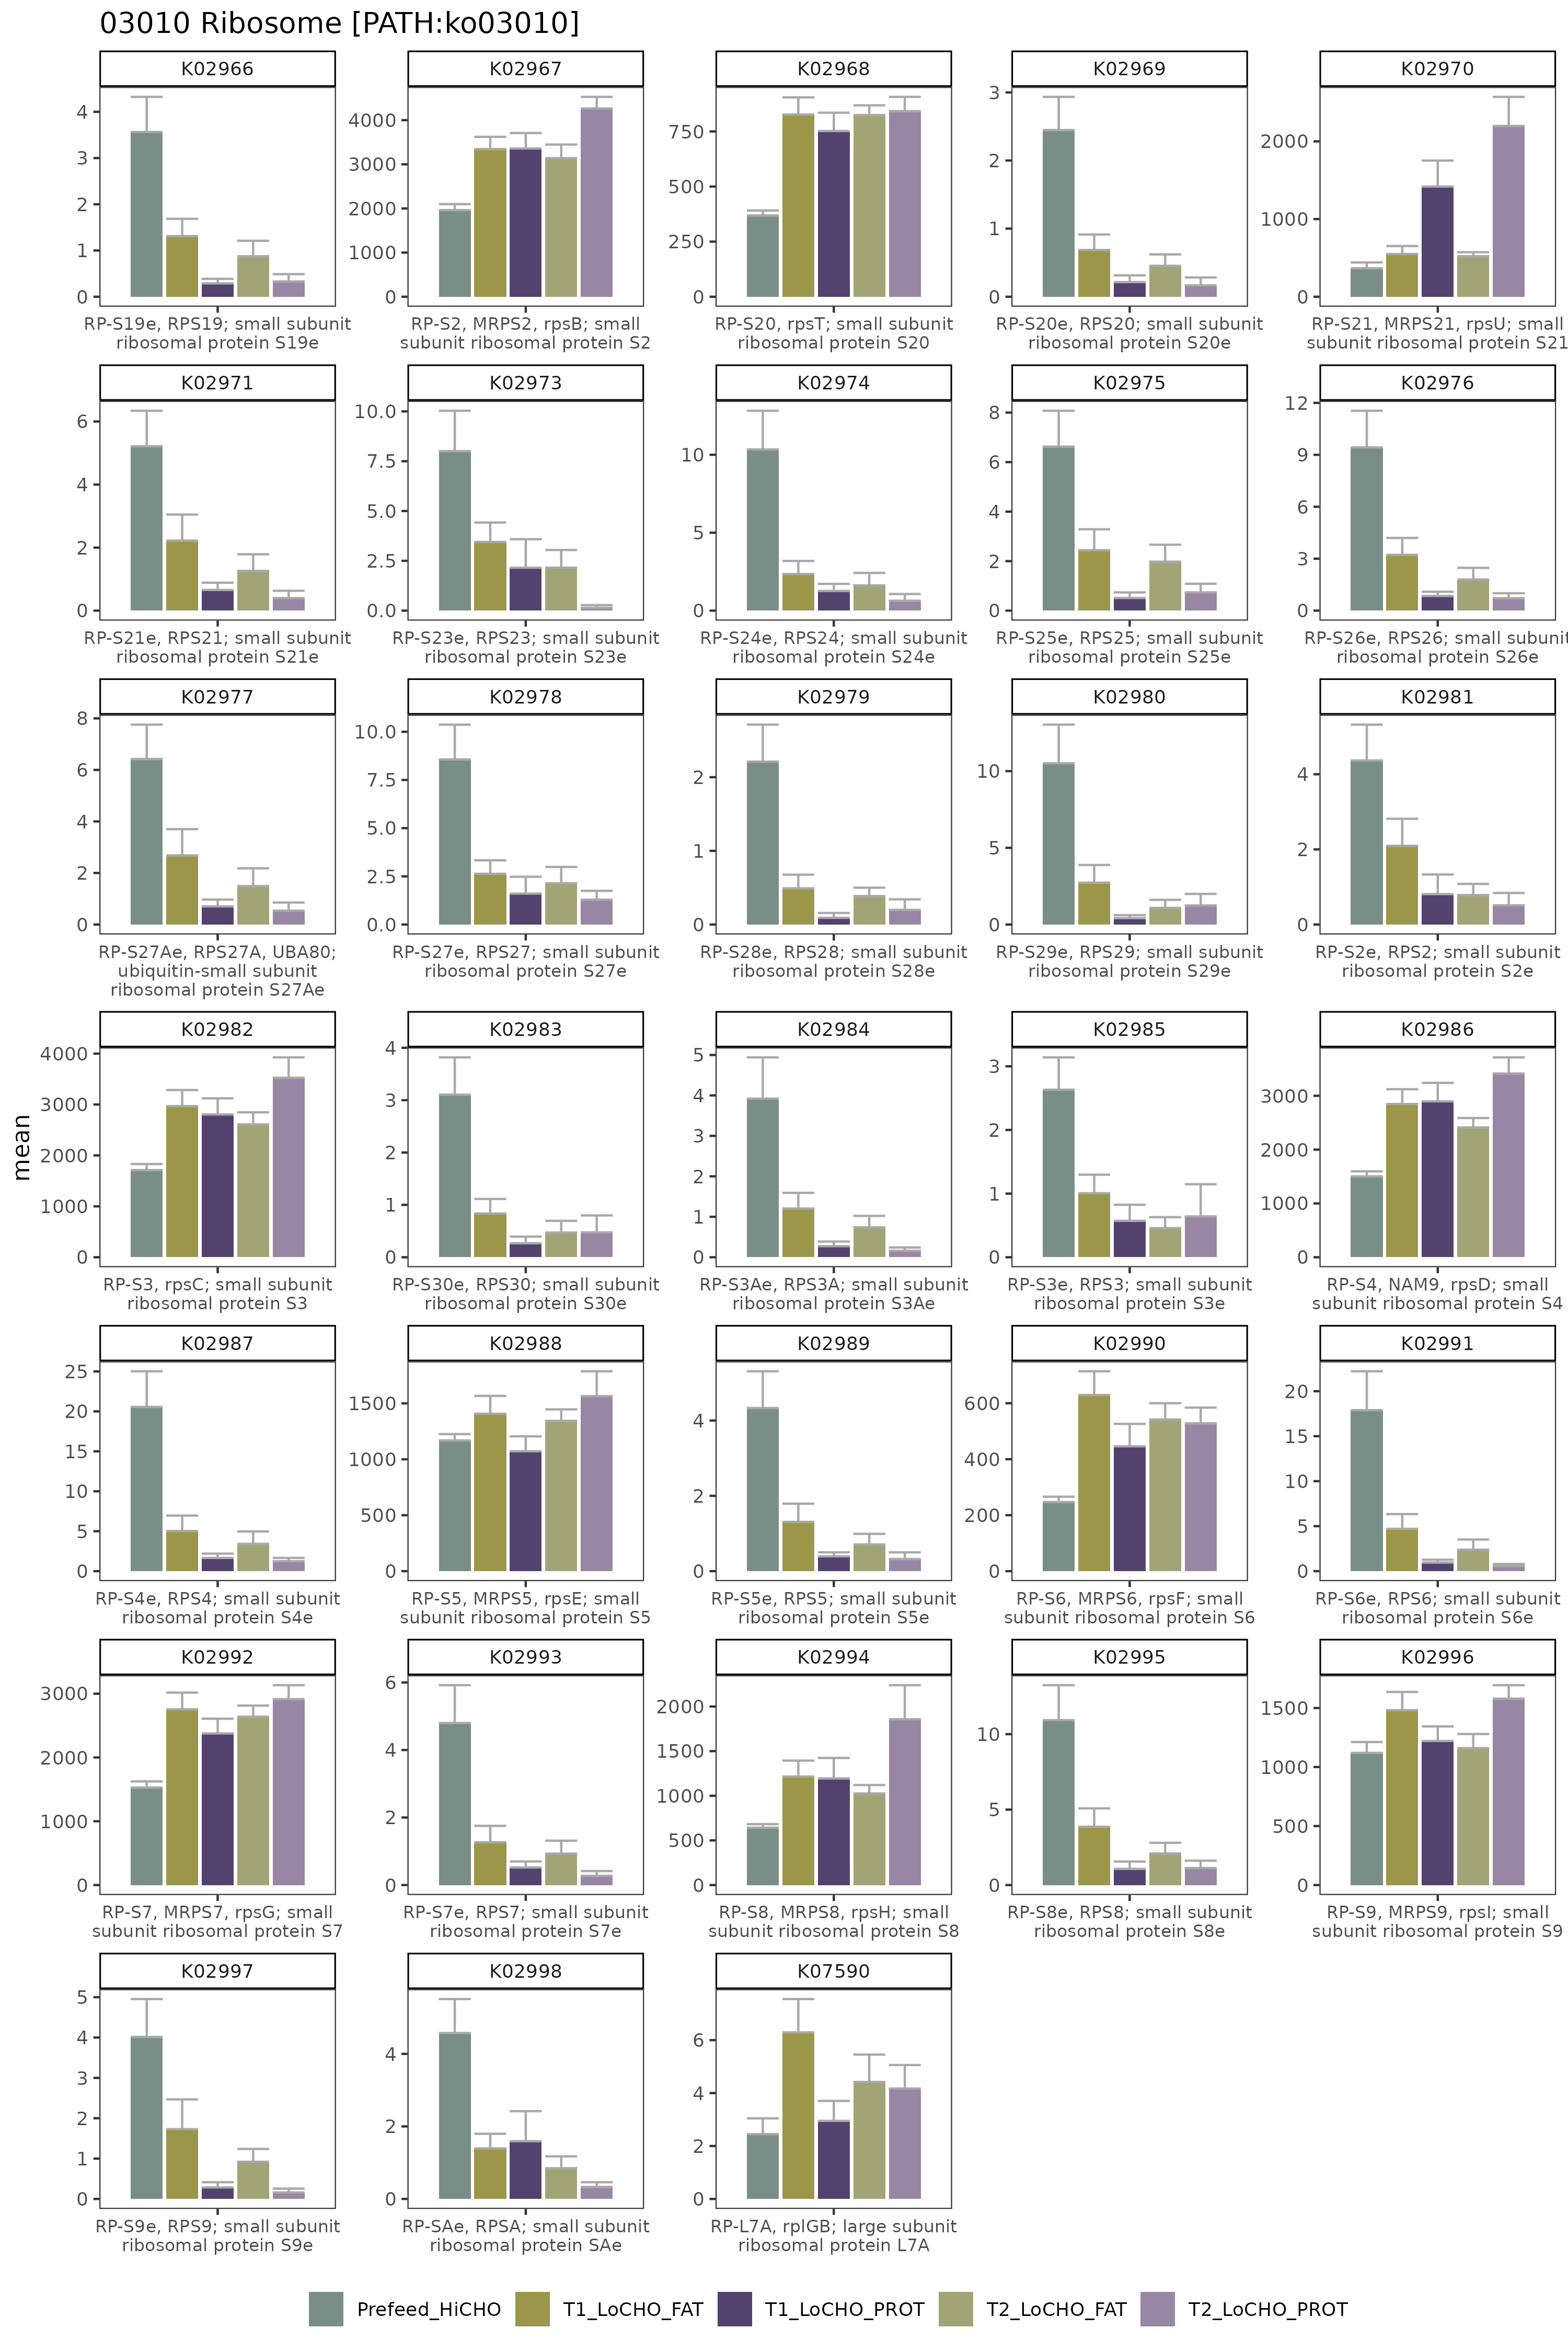 03010 Ribosome [PATH:ko03010]
K02966
K02967
K02968
K02969
K02970
4
3
2
1
0
4000
3000
2000
1000
0
750
500
250
0
3
2
1
0
2000
1000
0
RP-S19e, RPS19; small subunit
ribosomal protein S19e
RP-S2, MRPS2, rpsB; small
subunit ribosomal protein S2
RP-S20, rpsT; small subunit
ribosomal protein S20
RP-S20e, RPS20; small subunit
ribosomal protein S20e
RP-S21, MRPS21, rpsU; small
subunit ribosomal protein S21
K02971
K02973
K02974
K02975
K02976
6
4
2
0
10.0
7.5
5.0
2.5
0.0
10
5
0
8
6
4
2
0
12
9
6
3
0
RP-S21e, RPS21; small subunit
ribosomal protein S21e
RP-S23e, RPS23; small subunit
ribosomal protein S23e
RP-S24e, RPS24; small subunit
ribosomal protein S24e
RP-S25e, RPS25; small subunit
ribosomal protein S25e
RP-S26e, RPS26; small subunit
ribosomal protein S26e
K02977
K02978
K02979
K02980
K02981
8
6
4
2
0
10.0
7.5
5.0
2.5
0.0
2
1
0
10
5
0
4
2
0
RP-S27Ae, RPS27A, UBA80;
ubiquitin-small subunit
ribosomal protein S27Ae
RP-S27e, RPS27; small subunit
ribosomal protein S27e
RP-S28e, RPS28; small subunit
ribosomal protein S28e
RP-S29e, RPS29; small subunit
ribosomal protein S29e
RP-S2e, RPS2; small subunit
ribosomal protein S2e
mean
K02982
K02983
K02984
K02985
K02986
4000
3000
2000
1000
0
4
3
2
1
0
5
4
3
2
1
0
3
2
1
0
3000
2000
1000
0
RP-S3, rpsC; small subunit
ribosomal protein S3
RP-S30e, RPS30; small subunit
ribosomal protein S30e
RP-S3Ae, RPS3A; small subunit
ribosomal protein S3Ae
RP-S3e, RPS3; small subunit
ribosomal protein S3e
RP-S4, NAM9, rpsD; small
subunit ribosomal protein S4
K02987
K02988
K02989
K02990
K02991
25
20
15
10
5
0
1500
1000
500
0
4
2
0
600
400
200
0
20
15
10
5
0
RP-S4e, RPS4; small subunit
ribosomal protein S4e
RP-S5, MRPS5, rpsE; small
subunit ribosomal protein S5
RP-S5e, RPS5; small subunit
ribosomal protein S5e
RP-S6, MRPS6, rpsF; small
subunit ribosomal protein S6
RP-S6e, RPS6; small subunit
ribosomal protein S6e
K02992
K02993
K02994
K02995
K02996
3000
2000
1000
0
6
4
2
0
2000
1500
1000
500
0
10
5
0
1500
1000
500
0
RP-S7, MRPS7, rpsG; small
subunit ribosomal protein S7
RP-S7e, RPS7; small subunit
ribosomal protein S7e
RP-S8, MRPS8, rpsH; small
subunit ribosomal protein S8
RP-S8e, RPS8; small subunit
ribosomal protein S8e
RP-S9, MRPS9, rpsI; small
subunit ribosomal protein S9
K02997
K02998
K07590
5
4
3
2
1
0
4
2
0
6
4
2
0
RP-S9e, RPS9; small subunit
ribosomal protein S9e
RP-SAe, RPSA; small subunit
ribosomal protein SAe
RP-L7A, rplGB; large subunit
ribosomal protein L7A
Prefeed_HiCHO
T1_LoCHO_FAT
T1_LoCHO_PROT
T2_LoCHO_FAT
T2_LoCHO_PROT